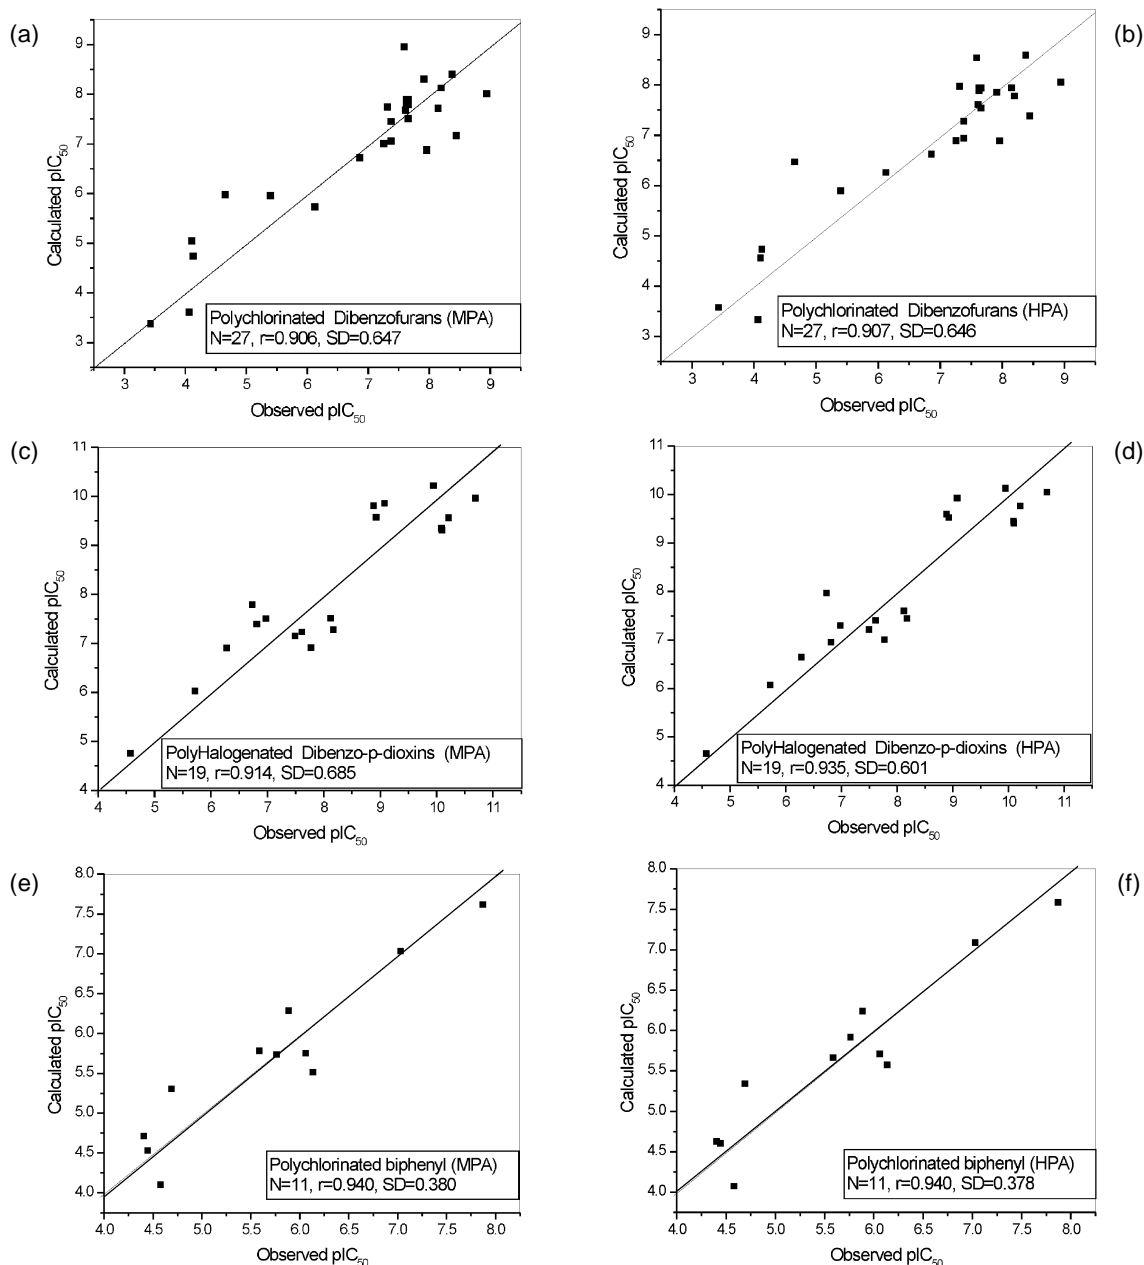 (a)
9
8
7
6
5
4
3
Calculated pIC50
Polychlorinated Dibenzofurans (MPA)
N=27, r=0.906, SD=0.647
3 4 5 6 7 8 9
Observed pIC50
(b)
9
8
7
6
5
4
3
Calculated pIC50
Polychlorinated Dibenzofurans (HPA)
N=27, r=0.907, SD=0.646
3 4 5 6 7 8 9
Observed pIC50
(c)
11
10
9
8
7
6
5
4
Calculated pIC50
PolyHalogenated Dibenzo-p-dioxins (MPA)
N=19, r=0.914, SD=0.685
4 5 6 7 8 9 10 11
Observed pIC50
(d)
11
10
9
8
7
6
5
4
Calculated pIC50
PolyHalogenated Dibenzo-p-dioxins (HPA)
N=19, r=0.935, SD=0.601
4 5 6 7 8 9 10 11
Observed pIC50
(e)
8.0
7.5
7.0
6.5
6.0
5.5
5.0
4.5
4.0
Calculated pIC50
Polychlorinated biphenyl (MPA)
N=11, r=0.940, SD=0.380
4.0 4.5 5.0 5.5 6.0 6.5 7.0 7.5 8.0
Observed pIC50
(f)
8.0
7.5
7.0
6.5
6.0
5.5
5.0
4.5
4.0
Calculated pIC50
Polychlorinated biphenyl (HPA)
N=11, r=0.940, SD=0.378
4.0 4.5 5.0 5.5 6.0 6.5 7.0 7.5 8.0
Observed pIC50